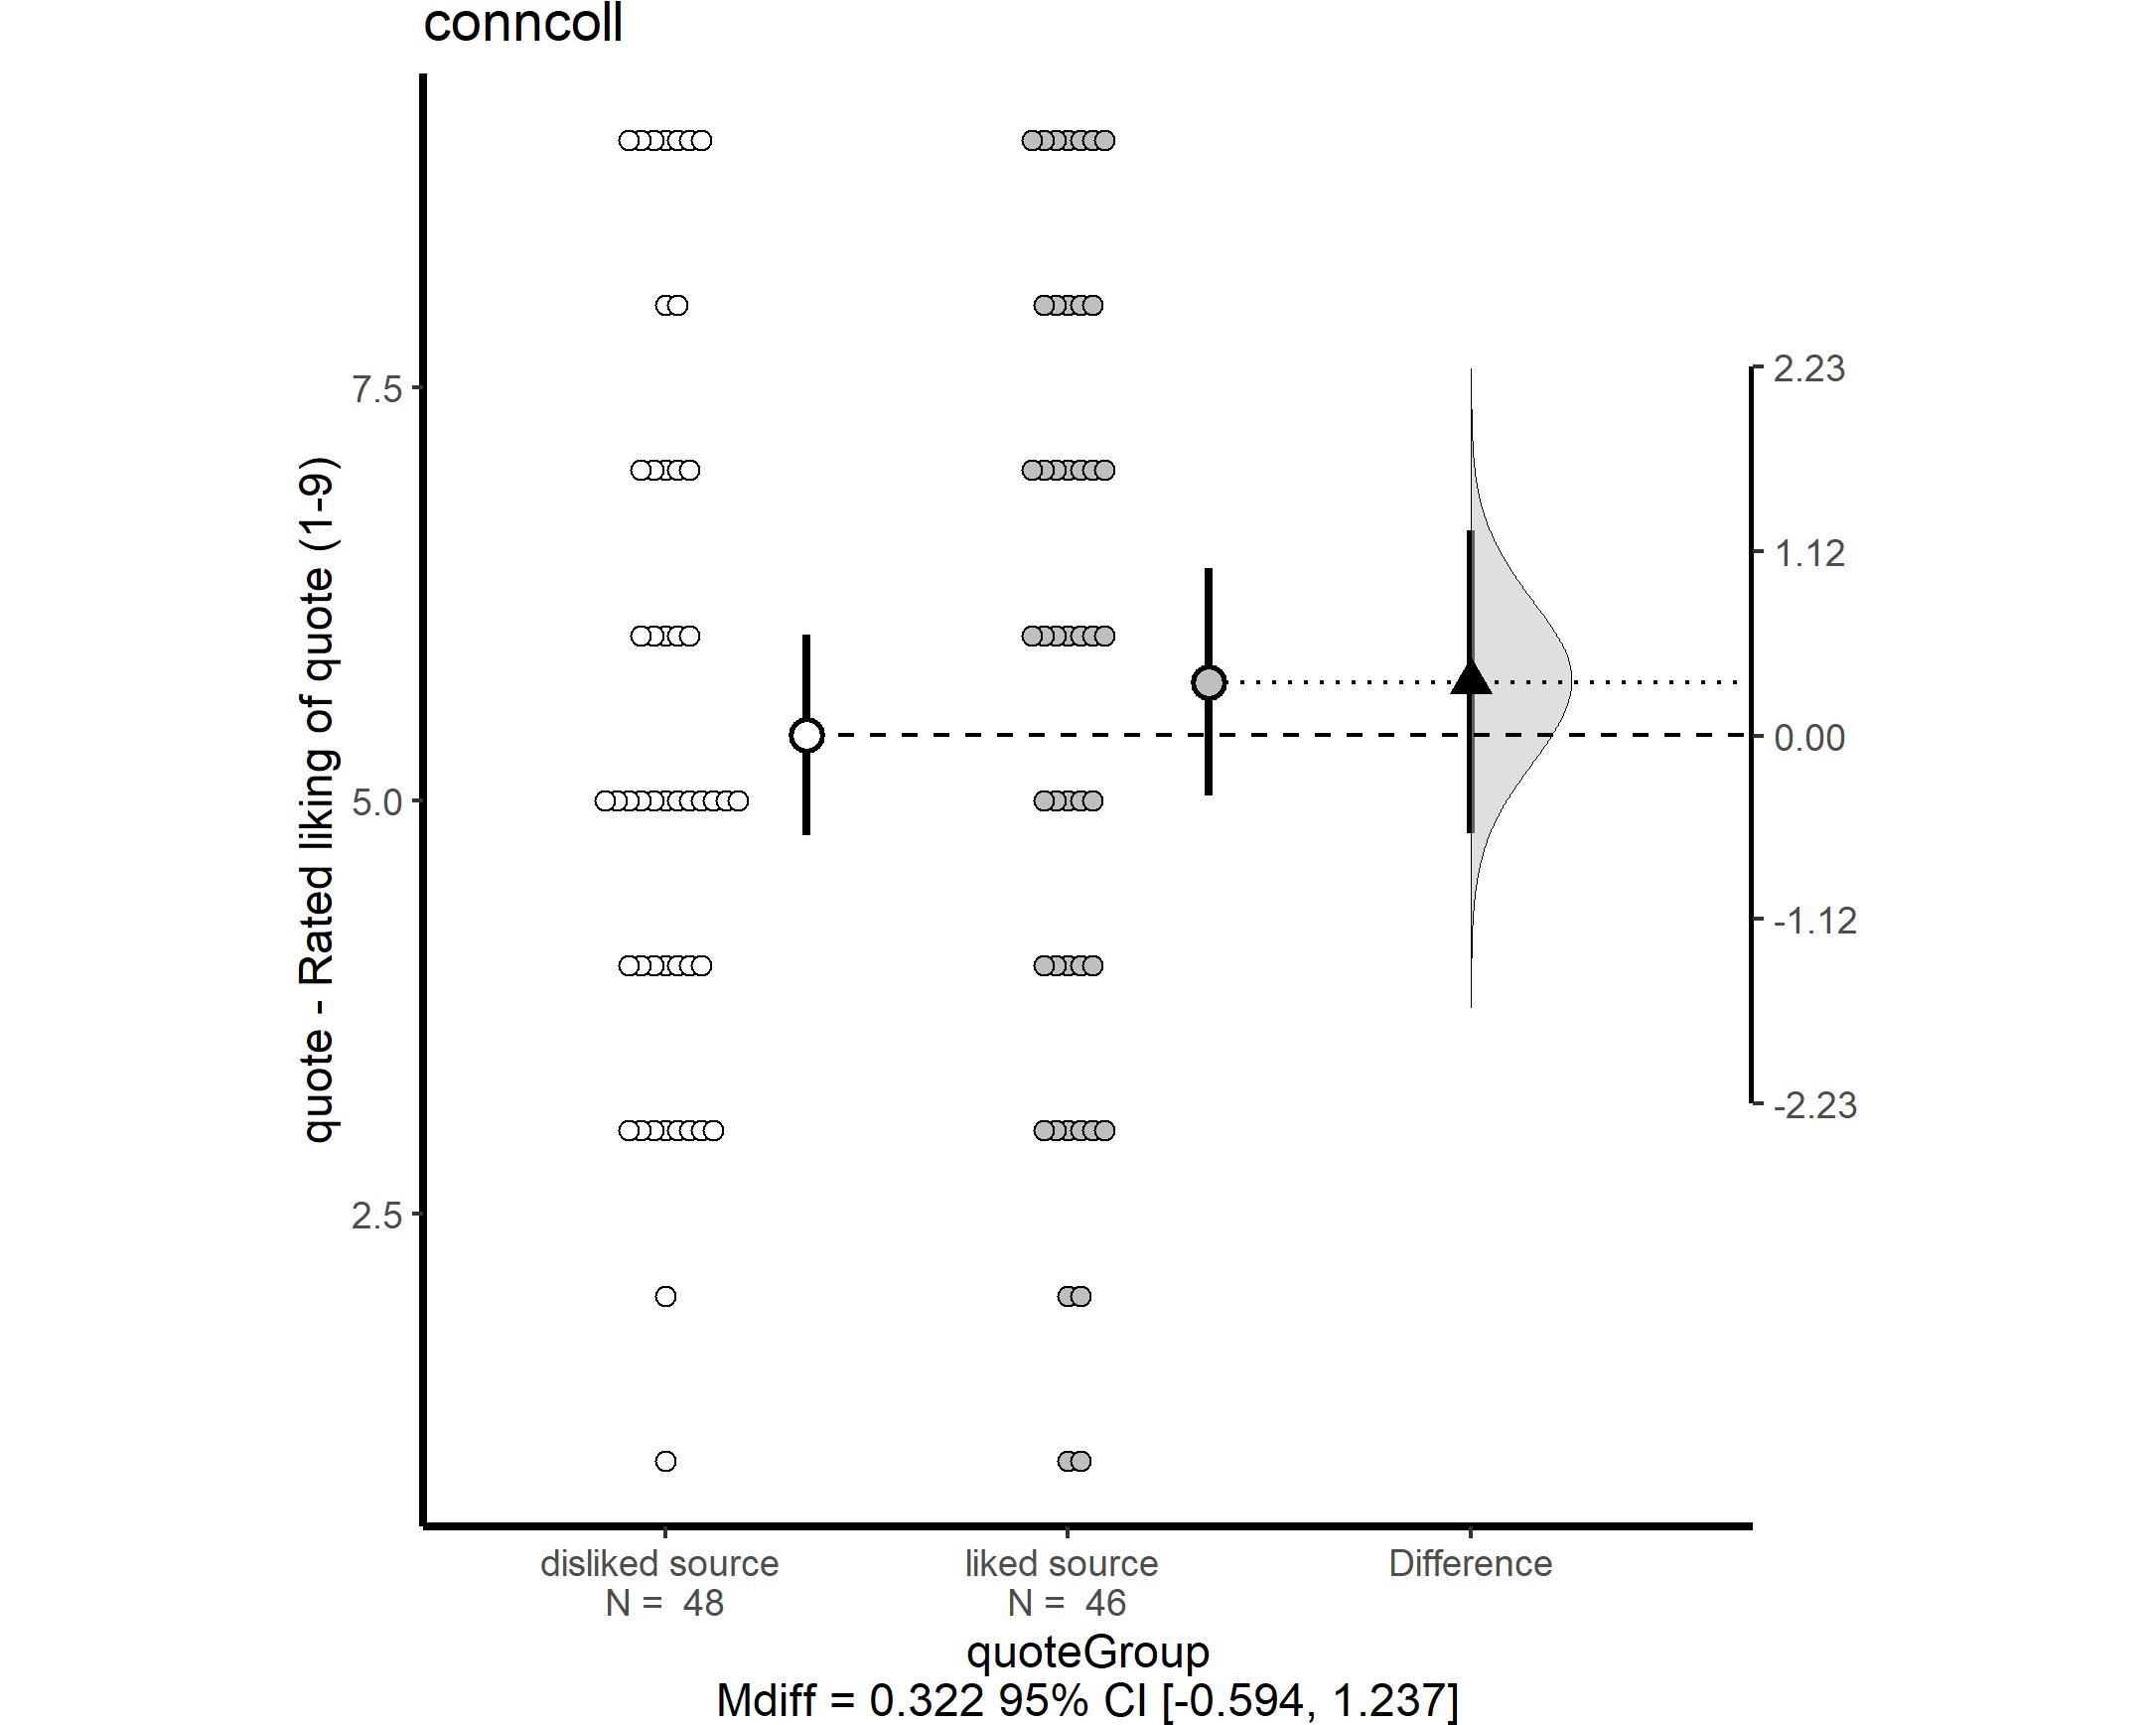 conncoll
quote - Rated liking of quote (1-9)
7.5
5.0
2.5
2.23
1.12
0.00
-1.12
-2.23
disliked source
N =  48
liked source
N =  46
Difference
quoteGroup
Mdiff = 0.322 95% CI [-0.594, 1.237]